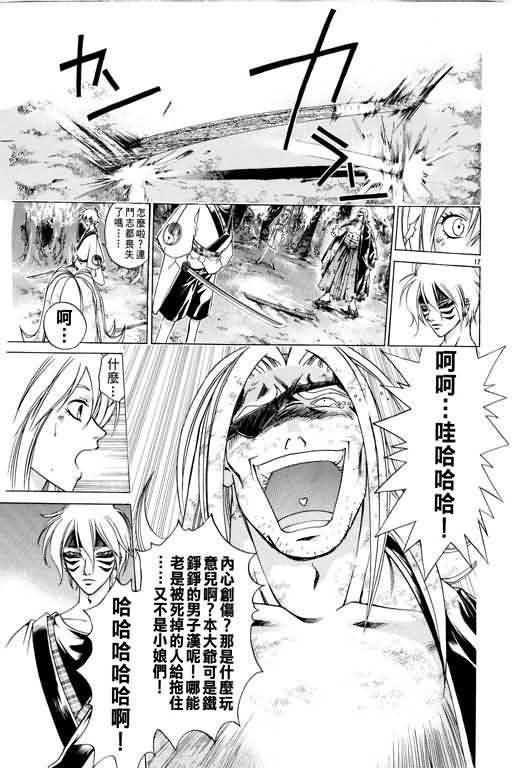 カカッ
17
怎麼啦？連
鬥志都喪失
了嗎……
呵…
呵呵…哇哈哈哈！
什麼…
內心創傷？那是什麼玩
意兒啊？本大爺可是鐵
錚錚的男子漢呢！哪能
老是被死掉的人給拖住
……又不是小娘們！
哈哈哈哈哈啊！